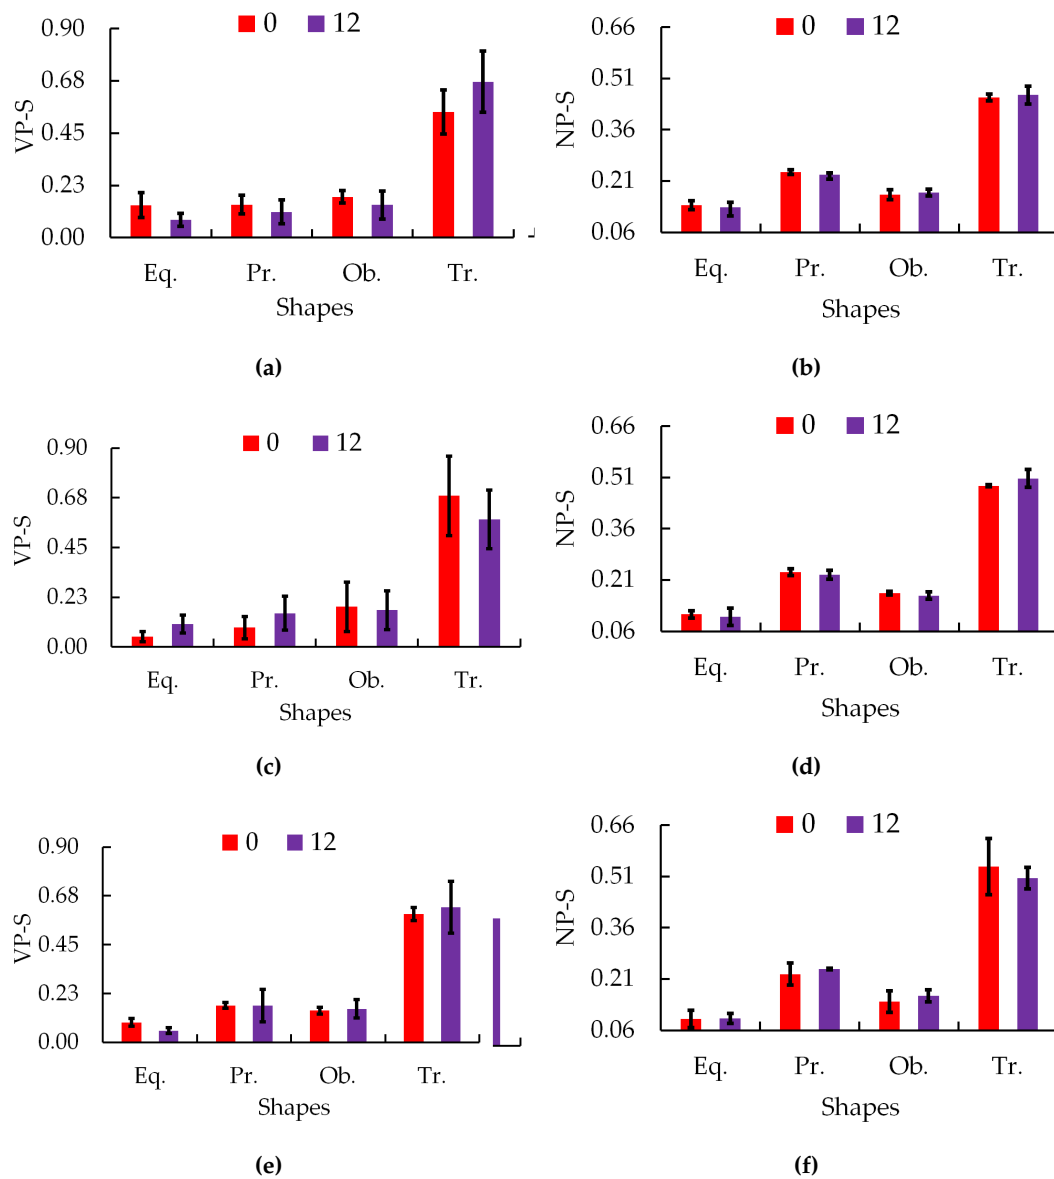 0 12
0.90
0.68
0.45
0.23
0.00
VP-S
Eq. Pr. Ob. Tr.
Shapes
(a)
0 12
0.66
0.51
0.36
0.21
0.06
NP-S
Eq. Pr. Ob. Tr.
Shapes
(b)
0 12
0.90
0.68
0.45
0.23
0.00
VP-S
Eq. Pr. Ob. Tr.
Shapes
(c)
0 12
0.66
0.51
0.36
0.21
0.06
NP-S
Eq. Pr. Ob. Tr.
Shapes
(d)
0 12
0.90
0.68
0.45
0.23
0.00
VP-S
Eq. Pr. Ob. Tr.
Shapes
(e)
0 12
0.66
0.51
0.36
0.21
0.06
NP-S
Eq. Pr. Ob. Tr.
Shapes
(f)